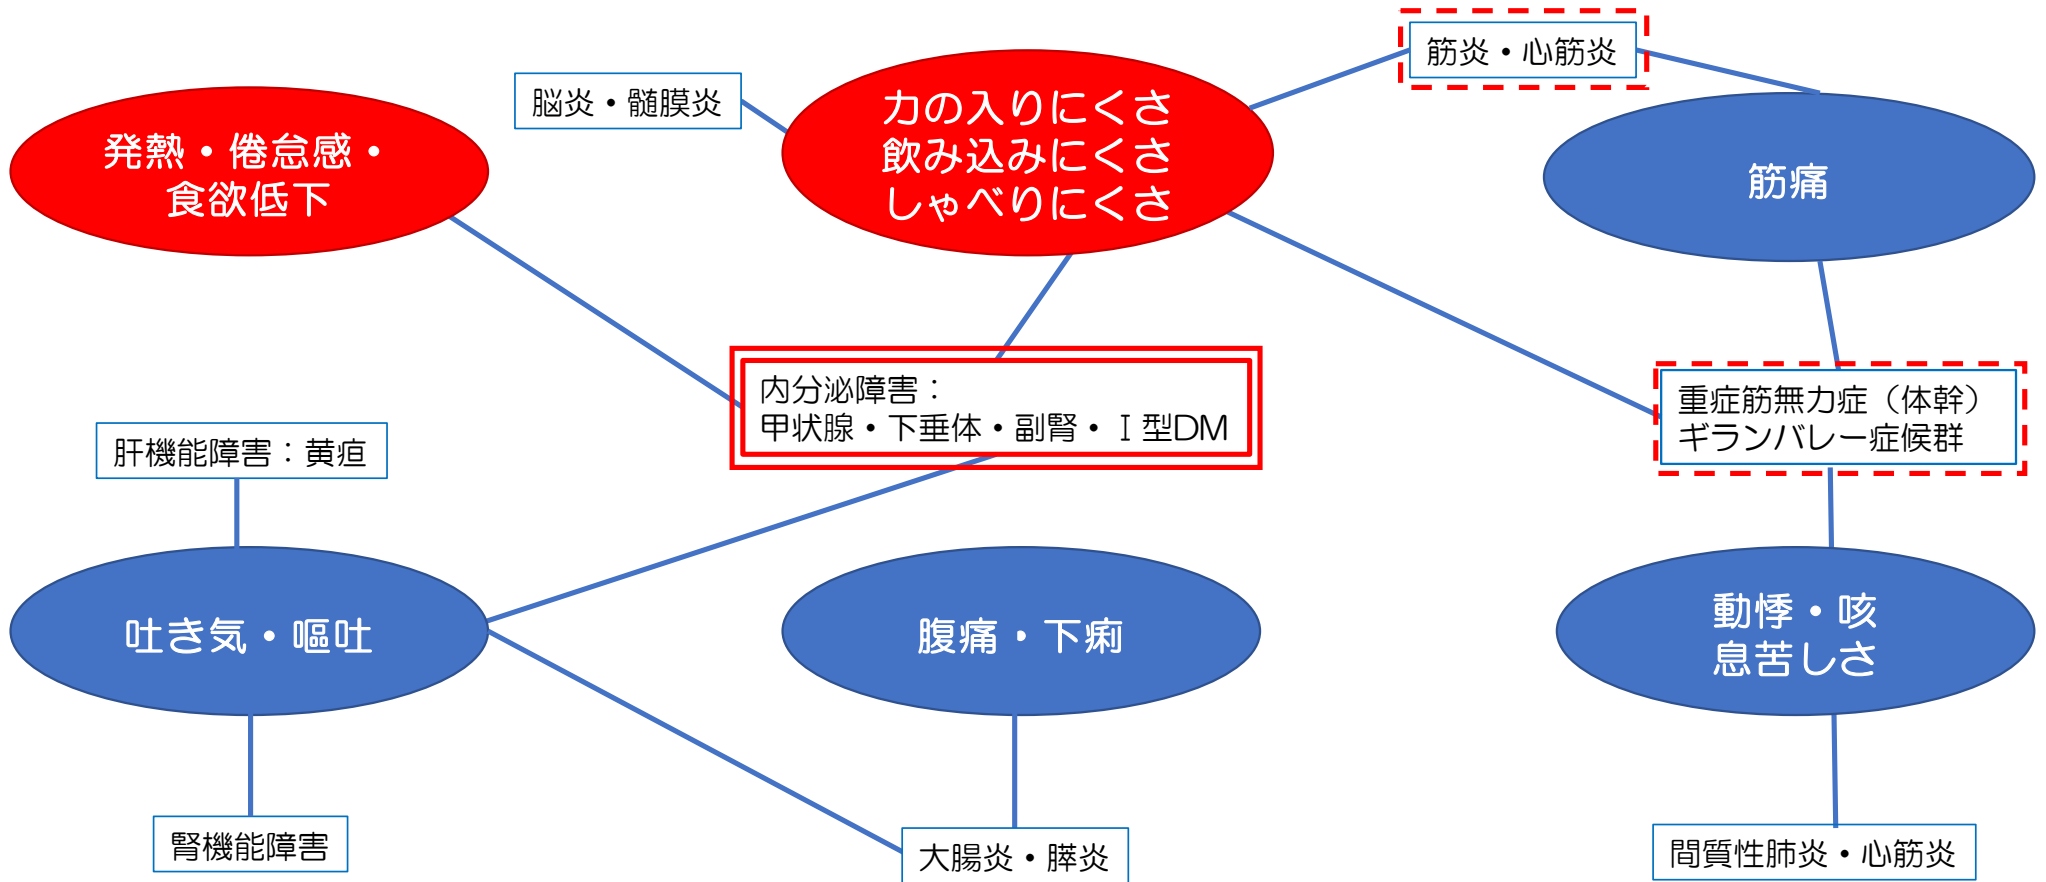 筋炎・心筋炎
脳炎・髄膜炎
力の入りにくさ
飲み込みにくさ
しゃべりにくさ
発熱・倦怠感・
食欲低下
筋痛
内分泌障害：
甲状腺・下垂体・副腎・Ⅰ型DM
重症筋無力症（体幹）
ギランバレー症候群
肝機能障害：黄疸
吐き気・嘔吐
腹痛・下痢
動悸・咳
息苦しさ
腎機能障害
大腸炎・膵炎
間質性肺炎・心筋炎